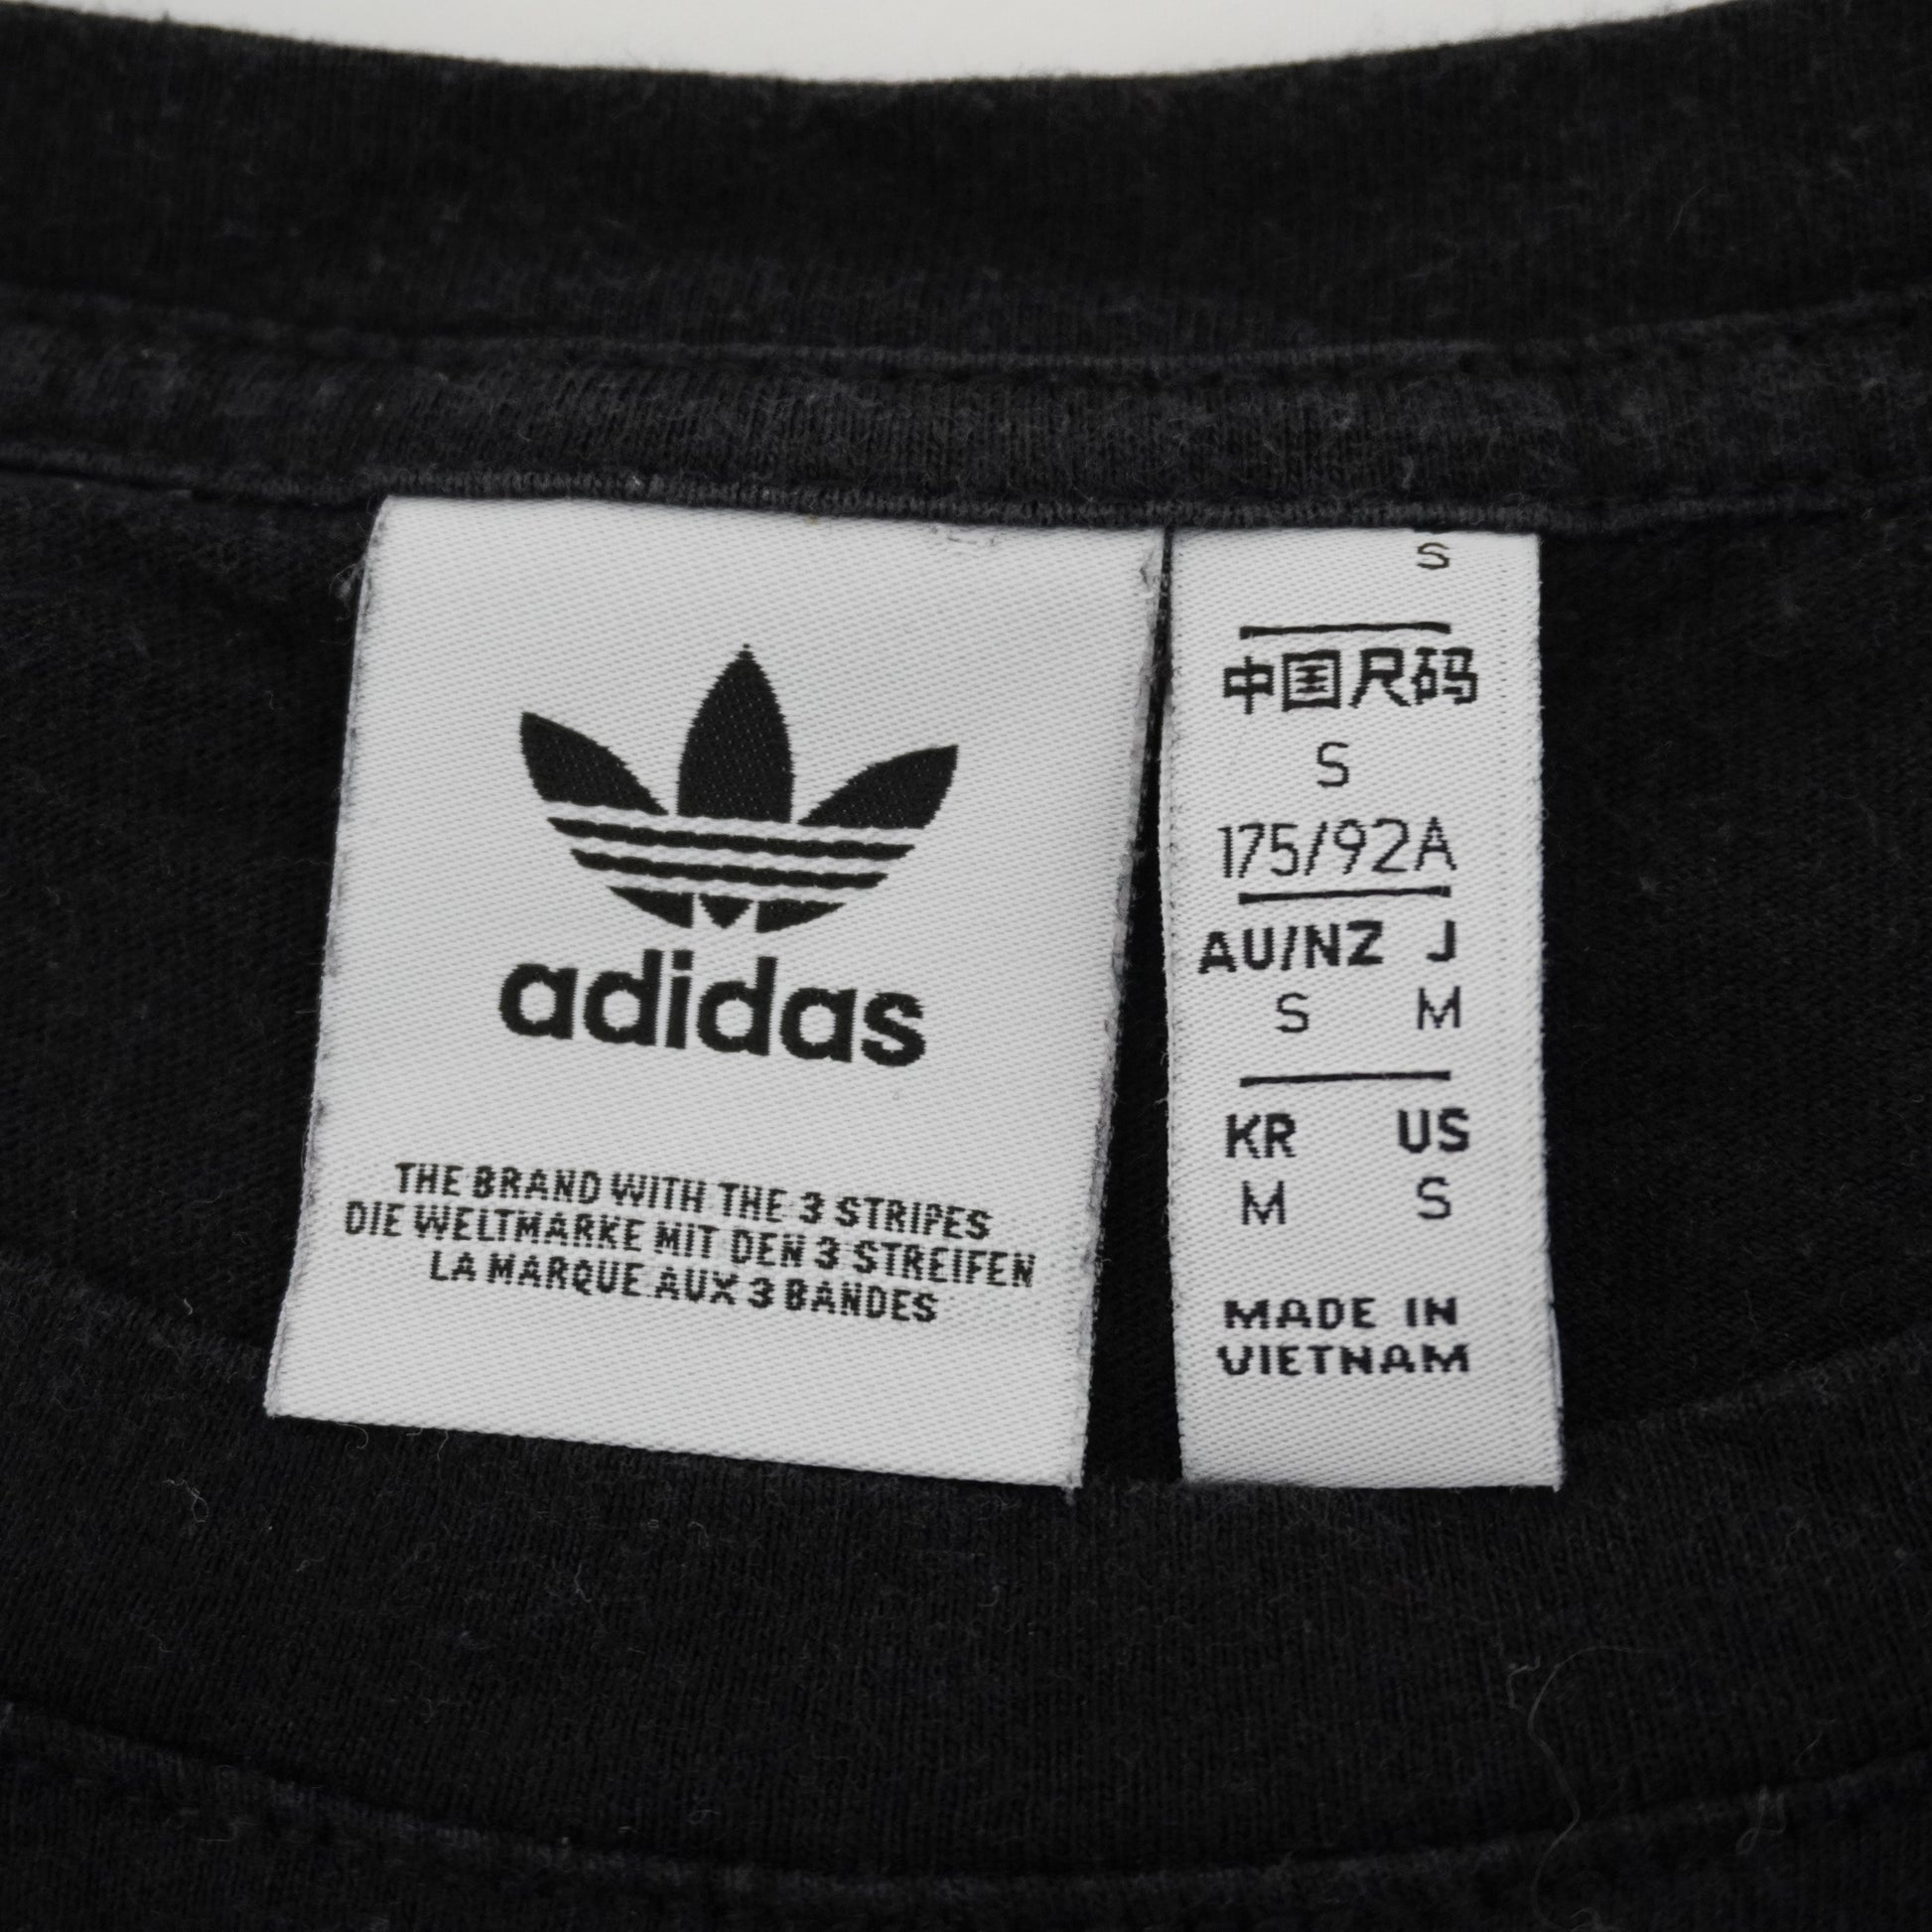 adidas
THE BRAND WITH THE 3 STRIPES
DIE WELTMARKE MIT DEN 3 STREIFEN
LA MARQUE AUX 3 BANDES
S
中国尺码
S
175/92A
AU/NZ J
S M
KR US
M S
MADE IN
VIETNAM